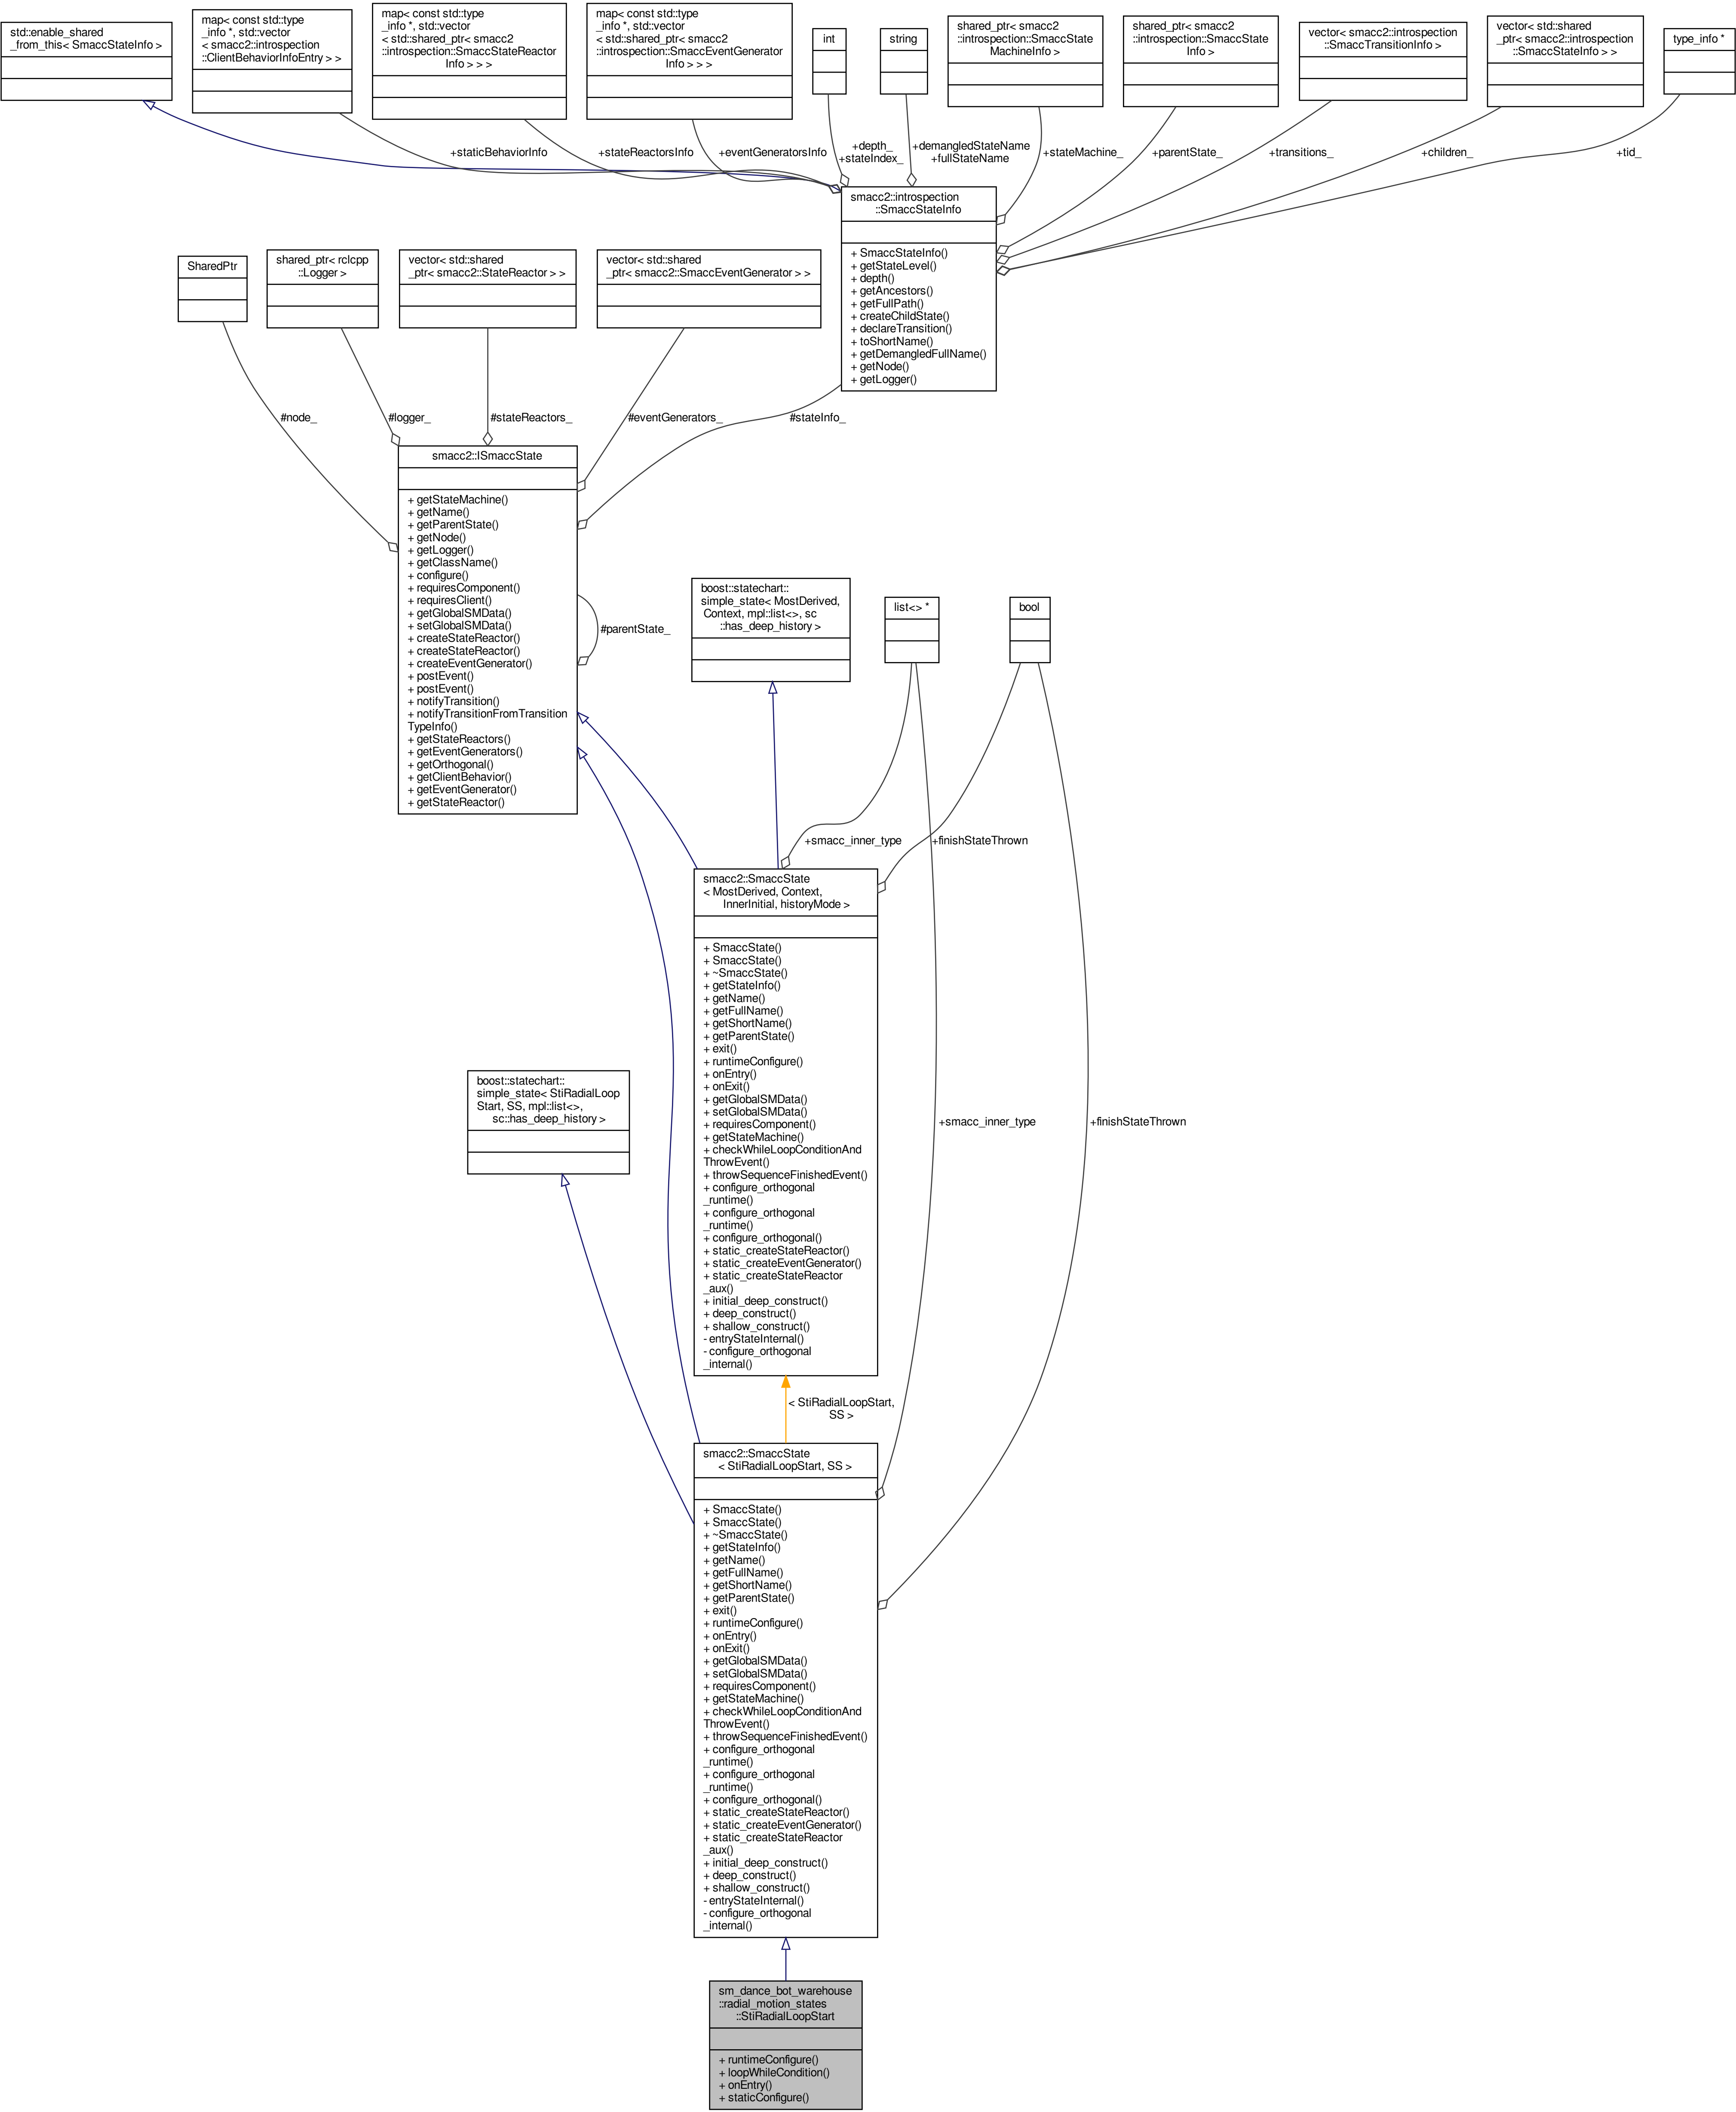 std::enable_shared
_from_this< SmaccStateInfo >
map< const std::type
_info *, std::vector
< smacc2::introspection
::ClientBehaviorInfoEntry > >
map< const std::type
_info *, std::vector
< std::shared_ptr< smacc2
::introspection::SmaccStateReactor
Info > > >
map< const std::type
_info *, std::vector
< std::shared_ptr< smacc2
::introspection::SmaccEventGenerator
Info > > >
int
string
shared_ptr< smacc2
::introspection::SmaccState
MachineInfo >
shared_ptr< smacc2
::introspection::SmaccState
Info >
vector< smacc2::introspection
::SmaccTransitionInfo >
vector< std::shared
_ptr< smacc2::introspection
::SmaccStateInfo > >
type_info *
+staticBehaviorInfo
+stateReactorsInfo
+eventGeneratorsInfo
+depth_
+stateIndex_
+demangledStateName
+fullStateName
+stateMachine_
+parentState_
+transitions_
+children_
+tid_
smacc2::introspection
::SmaccStateInfo
+ SmaccStateInfo()
+ getStateLevel()
+ depth()
+ getAncestors()
+ getFullPath()
+ createChildState()
+ declareTransition()
+ toShortName()
+ getDemangledFullName()
+ getNode()
+ getLogger()
SharedPtr
shared_ptr< rclcpp
::Logger >
vector< std::shared
_ptr< smacc2::StateReactor > >
vector< std::shared
_ptr< smacc2::SmaccEventGenerator > >
#node_
#logger_
#stateReactors_
#eventGenerators_
#stateInfo_
smacc2::ISmaccState
+ getStateMachine()
+ getName()
+ getParentState()
+ getNode()
+ getLogger()
+ getClassName()
+ configure()
+ requiresComponent()
+ requiresClient()
+ getGlobalSMData()
+ setGlobalSMData()
+ createStateReactor()
+ createStateReactor()
+ createEventGenerator()
+ postEvent()
+ postEvent()
+ notifyTransition()
+ notifyTransitionFromTransition
TypeInfo()
+ getStateReactors()
+ getEventGenerators()
+ getOrthogonal()
+ getClientBehavior()
+ getEventGenerator()
+ getStateReactor()
#parentState_
boost::statechart::
simple_state< MostDerived,
Context, mpl::list<>, sc
::has_deep_history >
list<> *
bool
+smacc_inner_type
+finishStateThrown
smacc2::SmaccState
< MostDerived, Context,
InnerInitial, historyMode >
+ SmaccState()
+ SmaccState()
+ ~SmaccState()
+ getStateInfo()
+ getName()
+ getFullName()
+ getShortName()
+ getParentState()
+ exit()
+ runtimeConfigure()
+ onEntry()
+ onExit()
+ getGlobalSMData()
+ setGlobalSMData()
+ requiresComponent()
+ getStateMachine()
+ checkWhileLoopConditionAnd
ThrowEvent()
+ throwSequenceFinishedEvent()
+ configure_orthogonal
_runtime()
+ configure_orthogonal
_runtime()
+ configure_orthogonal()
+ static_createStateReactor()
+ static_createEventGenerator()
+ static_createStateReactor
_aux()
+ initial_deep_construct()
+ deep_construct()
+ shallow_construct()
- entryStateInternal()
- configure_orthogonal
_internal()
boost::statechart::
simple_state< StiRadialLoop
Start, SS, mpl::list<>,
sc::has_deep_history >
+smacc_inner_type
+finishStateThrown
< StiRadialLoopStart,
SS >
smacc2::SmaccState
< StiRadialLoopStart, SS >
+ SmaccState()
+ SmaccState()
+ ~SmaccState()
+ getStateInfo()
+ getName()
+ getFullName()
+ getShortName()
+ getParentState()
+ exit()
+ runtimeConfigure()
+ onEntry()
+ onExit()
+ getGlobalSMData()
+ setGlobalSMData()
+ requiresComponent()
+ getStateMachine()
+ checkWhileLoopConditionAnd
ThrowEvent()
+ throwSequenceFinishedEvent()
+ configure_orthogonal
_runtime()
+ configure_orthogonal
_runtime()
+ configure_orthogonal()
+ static_createStateReactor()
+ static_createEventGenerator()
+ static_createStateReactor
_aux()
+ initial_deep_construct()
+ deep_construct()
+ shallow_construct()
- entryStateInternal()
- configure_orthogonal
_internal()
sm_dance_bot_warehouse
::radial_motion_states
::StiRadialLoopStart
+ runtimeConfigure()
+ loopWhileCondition()
+ onEntry()
+ staticConfigure()